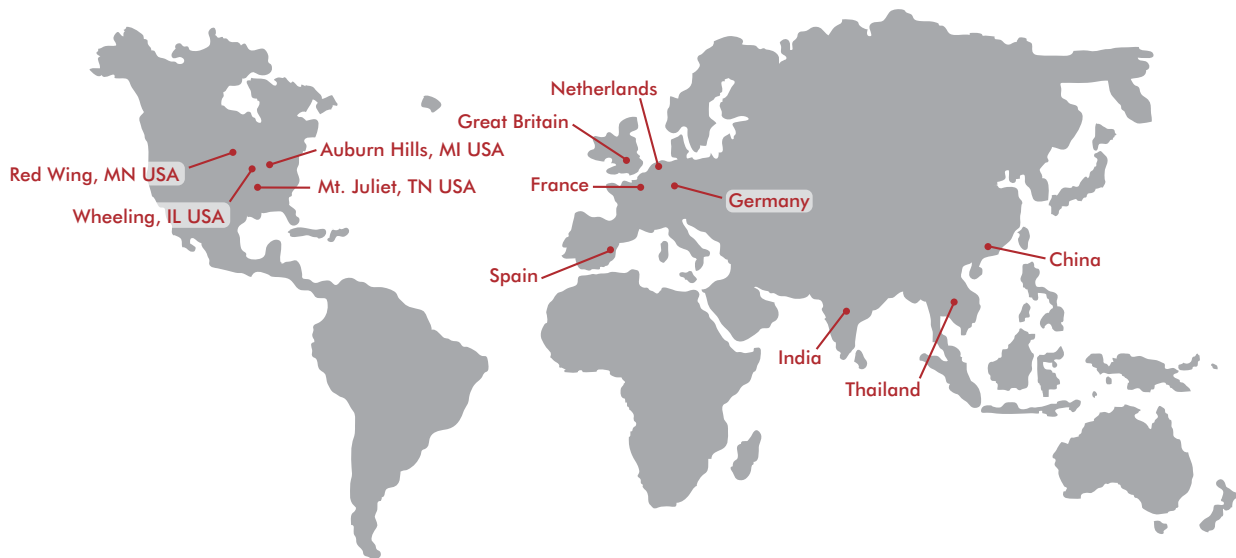 Netherlands
Great Britain
Auburn Hills, MI USA
Red Wing, MN USA
France
Mt. Juliet, TN USA
Germany
Wheeling, IL USA
China
Spain
India
Thailand